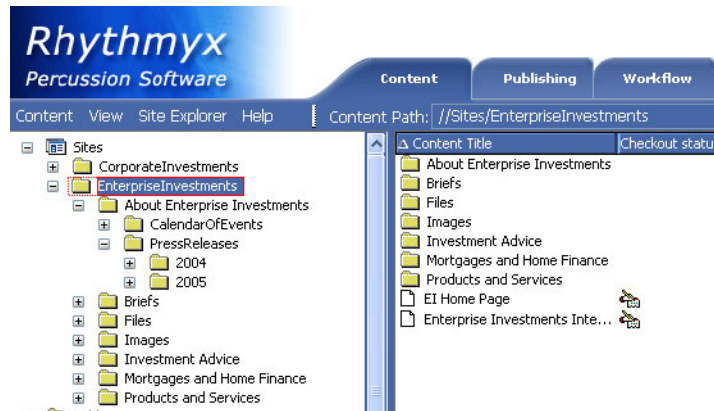 Rhythmyx
Percussion Software
Content Publishing Workflow
Content View Site Explorer Help Content Path: //Sites/EnterpriseInvestments
Sites
CorporateInvestments
EnterpriseInvestments
About Enterprise Investments
CalendarOfEvents
PressReleases
2004
2005
Briefs
Files
Images
Investment Advice
Mortgages and Home Finance
Products and Services
Content Title Checkout statu
About Enterprise Investments
Briefs
Files
Images
Investment Advice
Mortgages and Home Finance
Products and Services
EI Home Page
Enterprise Investments Inte...